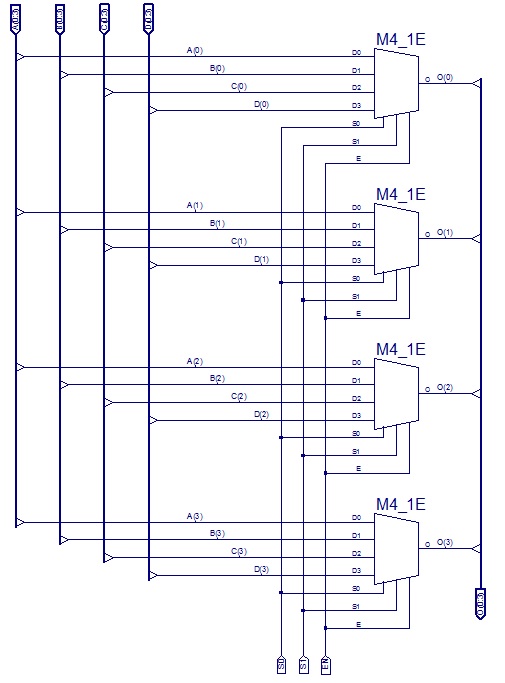 A(0:3) B(0:3) C(0:3) D(0:3)
M4_1E
A(0) D0
B(0) D1
C(0) D2
D(0) D3
O O(0)
S0
S1
E
M4_1E
A(1) D0
B(1) D1
C(1) D2
D(1) D3
O O(1)
S0
S1
E
M4_1E
A(2) D0
B(2) D1
C(2) D2
D(2) D3
O O(2)
S0
S1
E
M4_1E
A(3) D0
B(3) D1
C(3) D2
D(3) D3
O O(3)
S0
S1
E
O(0:3)
S0 S1 EN